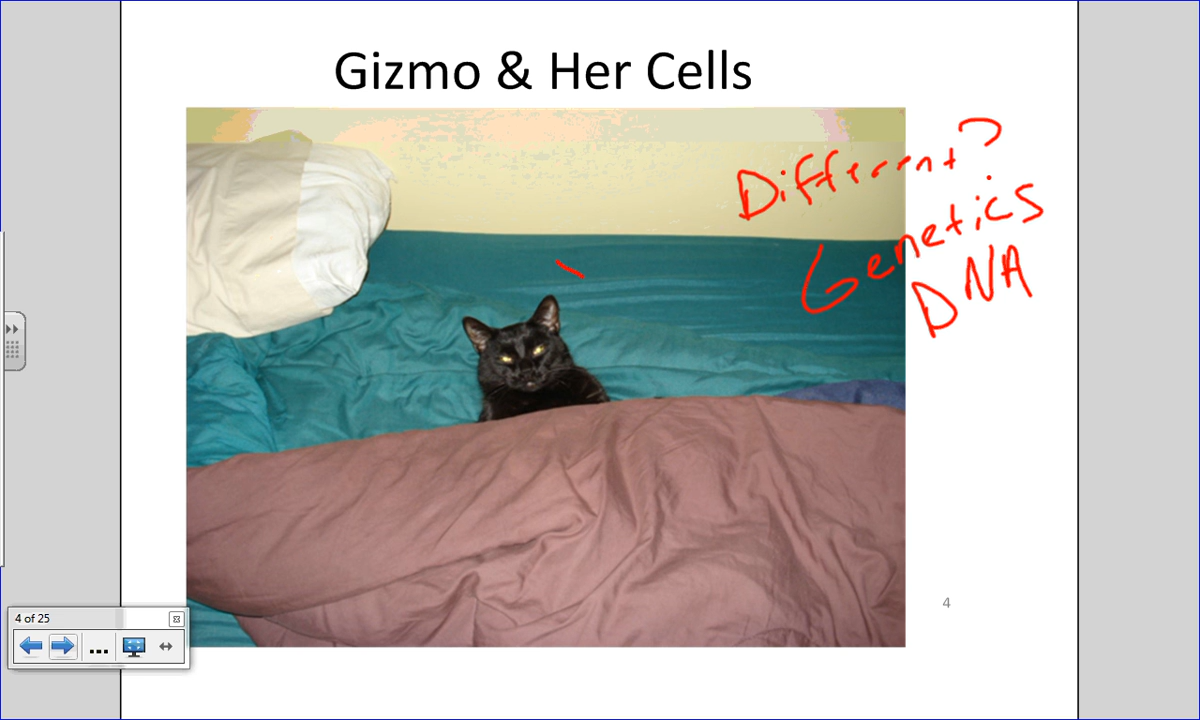 Gizmo & Her Cells
Different?
Genetics
DNA
4
4 of 25
...